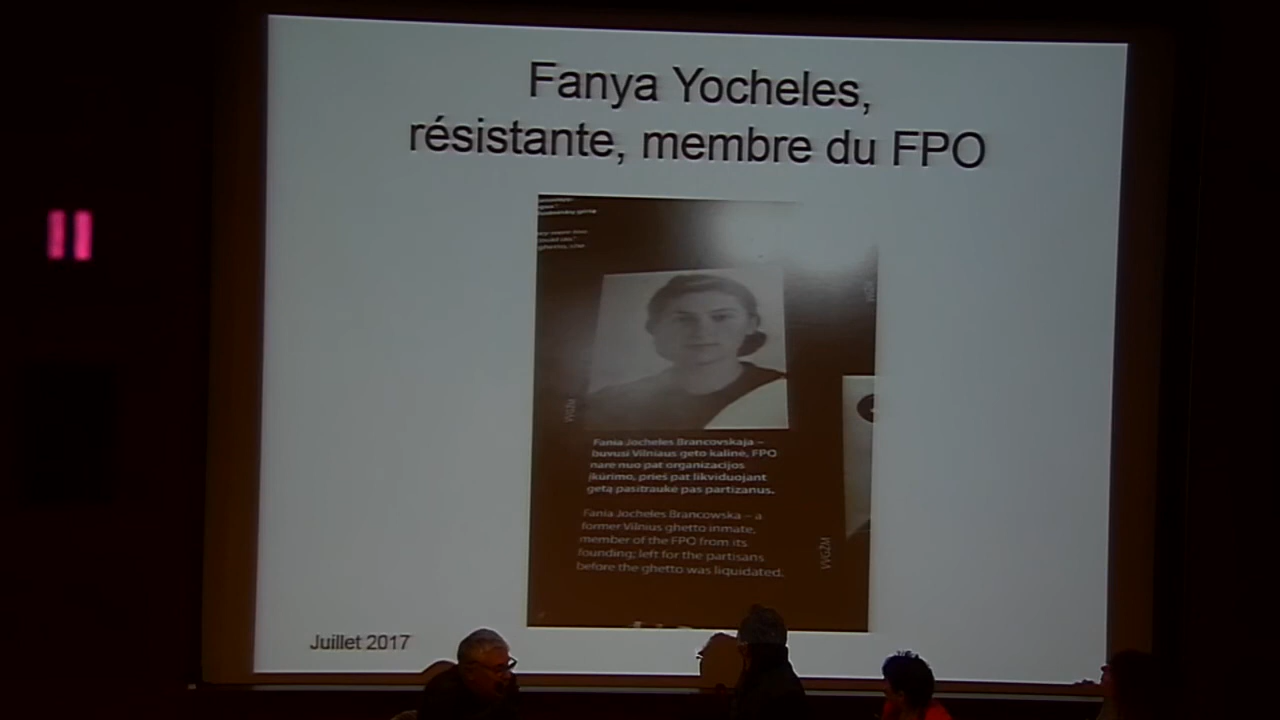 Fanya Yocheles,
résistante, membre du FPO
VVGŽM
Fania Jocheles Brancovskaja –
buvusi Vilniaus geto kalinė, FPO
narė nuo pat organizacijos
įkūrimo, prieš pat likviduojant
getą pasitraukė pas partizanus.
Fania Jocheles Brancowska – a
former Vilnius ghetto inmate,
member of the FPO from its
founding; left for the partisans
before the ghetto was liquidated.
VVGŽM
Juillet 2017